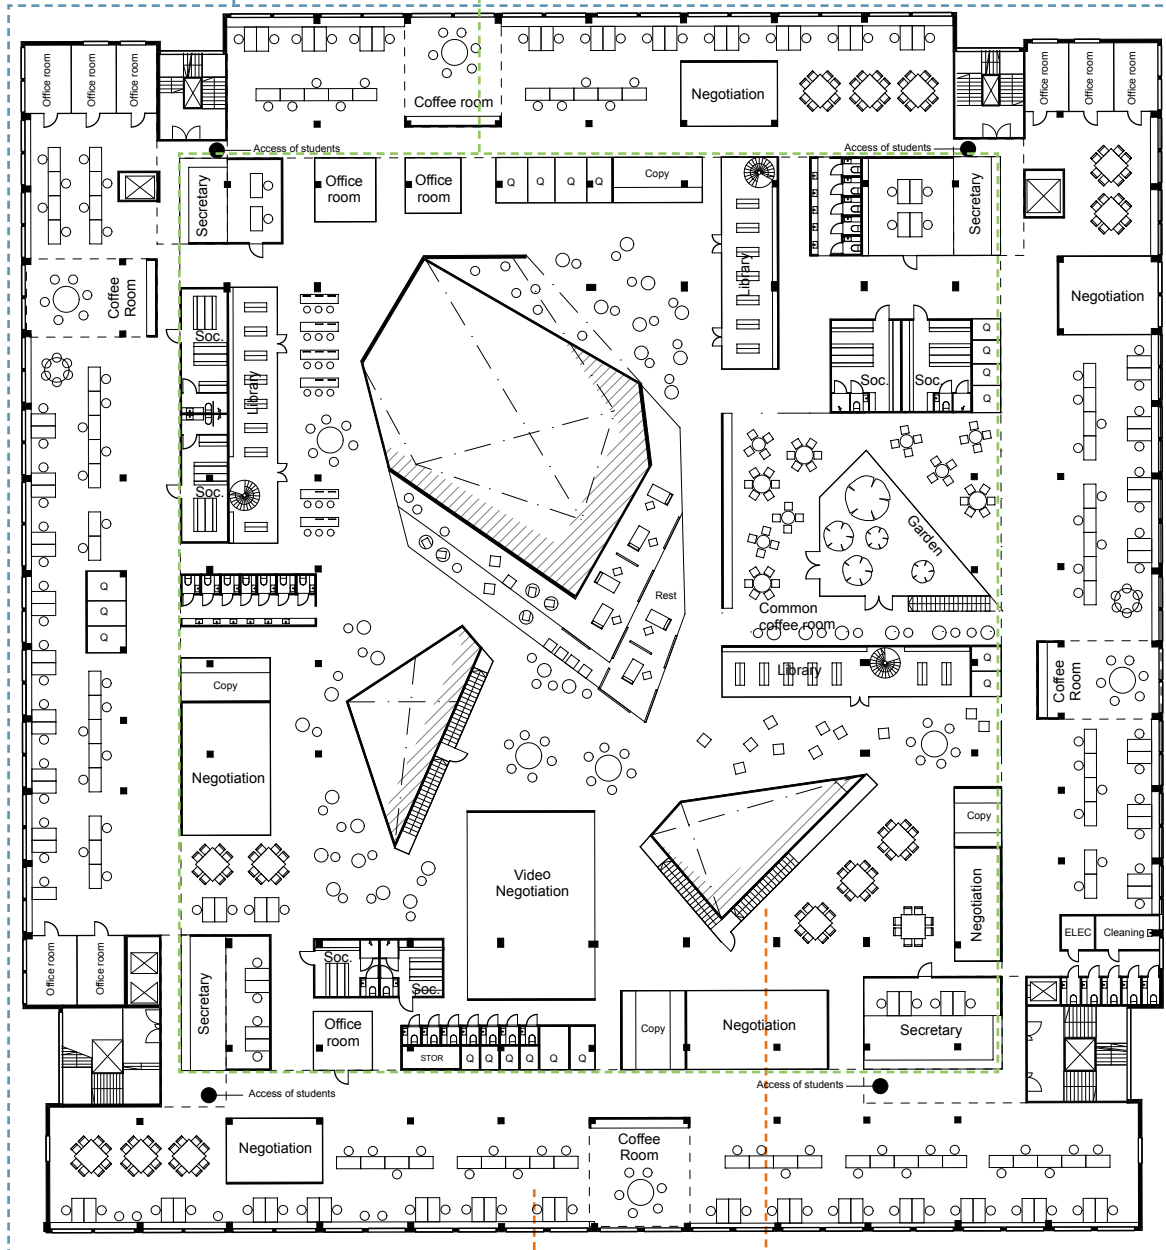 Office room
Office room
Office room
Coffee room
Negotiation
Office room
Office room
Office room
Access of students
Access of students
Secretary
Office
room
Office
room
Q
Q
Q
Q
Copy
Library
Secretary
Coffee
Room
Negotiation
Soc.
Library
Soc.
Soc.
Soc.
Q
Q
Q
Q
Garden
Q
Q
Q
Rest
Common
coffee room
Library
Q
Q
Coffee
Room
Copy
Negotiation
Video
Negotiation
Copy
Negotiation
ELEC
Cleaning
Office room
Office room
Secretary
Soc.
Soc.
Office
room
STOR
Q
Q
Q
Q
Q
Q
Copy
Negotiation
Secretary
Access of students
Access of students
Negotiation
Coffee
Room